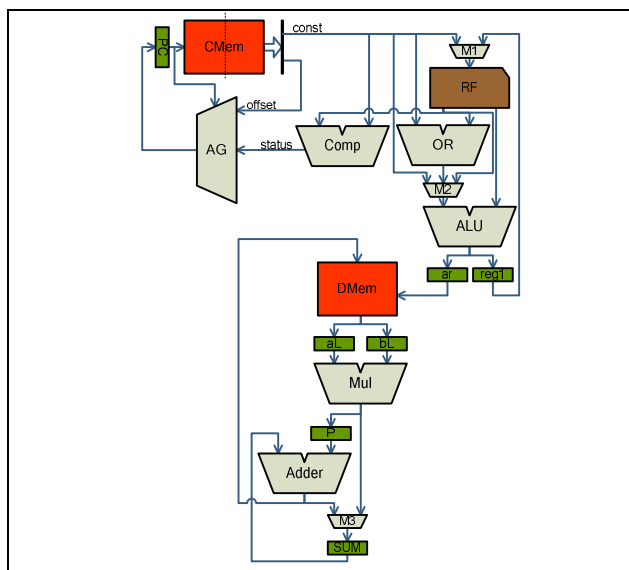 const
PC
CMem
M1
RF
offset
AG
status
Comp
OR
M2
ALU
ar
reg1
DMem
aL
bL
Mul
P
Adder
M3
SUM